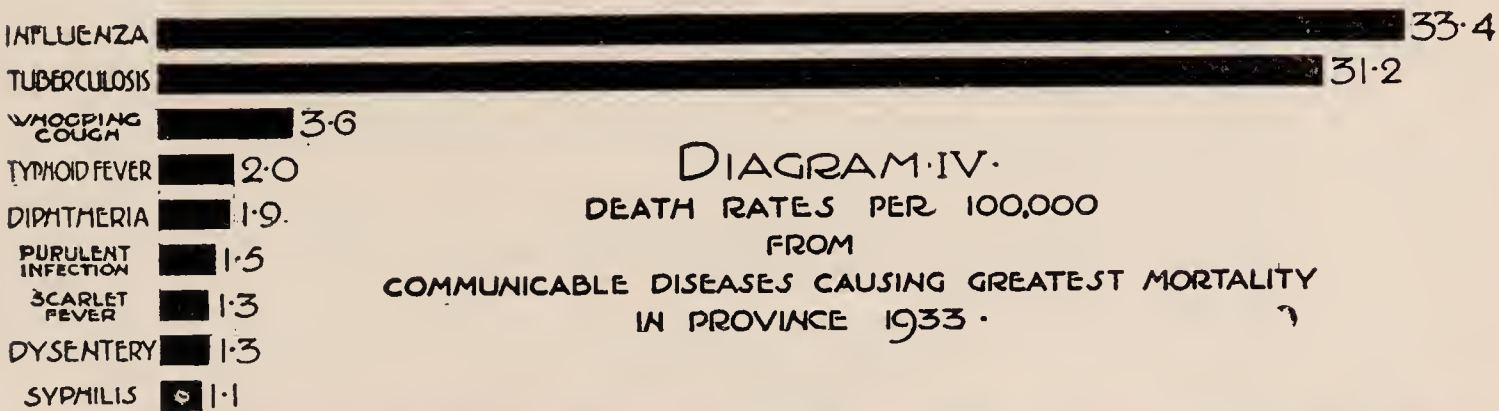 INFLUENZA 33·4
TUBERCULOSIS 31·2
WHOOPING
COUGH 3·6
TYPHOID FEVER 2·0
DIPHTHERIA 1·9.
PURULENT
INFECTION 1·5
SCARLET
FEVER 1·3
DYSENTERY 1·3
SYPHILIS 1·1
DIAGRAM·IV·
DEATH RATES PER 100,000
FROM
COMMUNICABLE DISEASES CAUSING GREATEST MORTALITY
IN PROVINCE 1933·